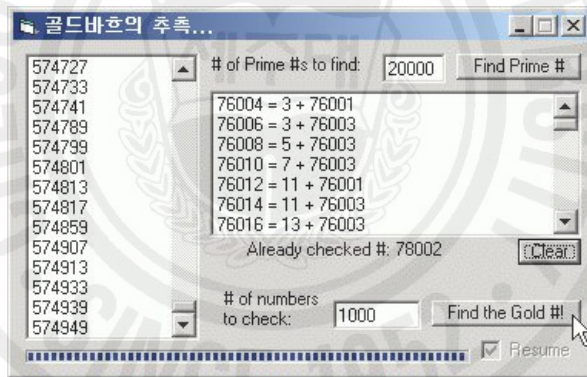 골드바흐의 추측...
# of Prime #s to find: 20000 Find Prime #
574727
574733
574741
574789
574799
574801
574813
574817
574859
574907
574913
574933
574939
574949
76004 = 3 + 76001
76006 = 3 + 76003
76008 = 5 + 76003
76010 = 7 + 76003
76012 = 11 + 76001
76014 = 11 + 76003
76016 = 13 + 76003
Already checked #: 78002 Clear
# of numbers
to check: 1000 Find the Gold #!
Resume